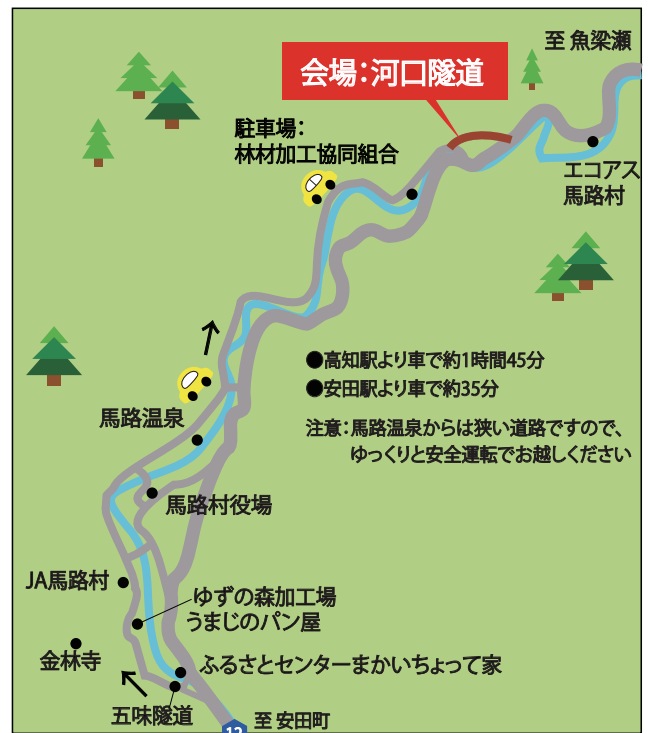 至 魚梁瀬
会場：河口隧道
駐車場：
林材加工協同組合
エコアス
馬路村
●高知駅より車で約1時間45分
●安田駅より車で約35分
馬路温泉
注意：馬路温泉からは狭い道路ですので、
ゆっくりと安全運転でお越しください
馬路村役場
JA馬路村
ゆずの森加工場
うまじのパン屋
金林寺
ふるさとセンターまかいちょって家
五味隧道
至 安田町
12